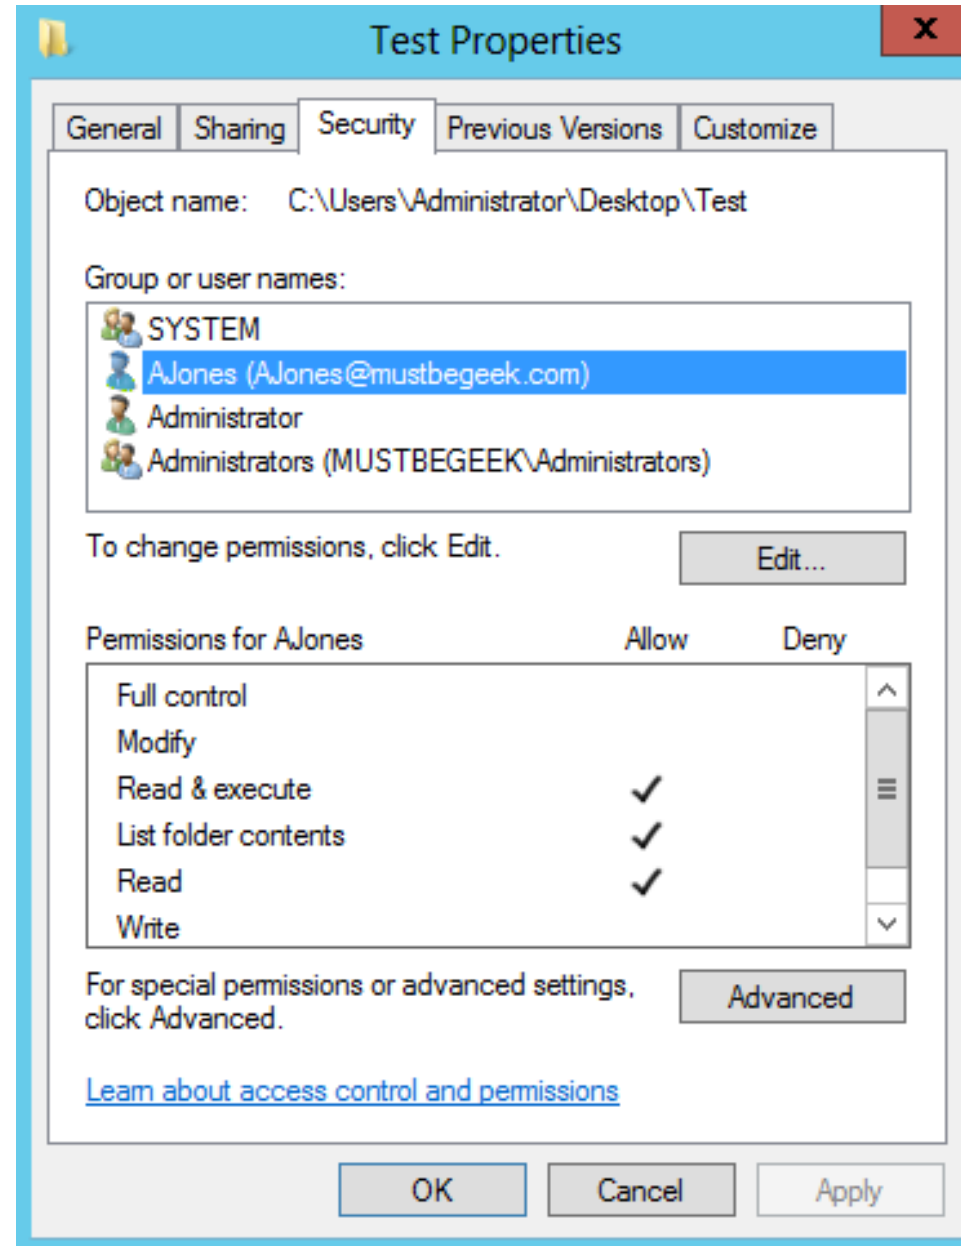 Test Properties
x
General Sharing Security Previous Versions Customize
Object name: C:\Users\Administrator\Desktop\Test
Group or user names:
SYSTEM
AJones (AJones@mustbegeek.com)
Administrator
Administrators (MUSTBEGEEK\Administrators)
To change permissions, click Edit. Edit...
Permissions for AJones Allow Deny
Full control
Modify
Read & execute
List folder contents
Read
Write
For special permissions or advanced settings, Advanced
click Advanced.
Learn about access control and permissions
OK Cancel Apply